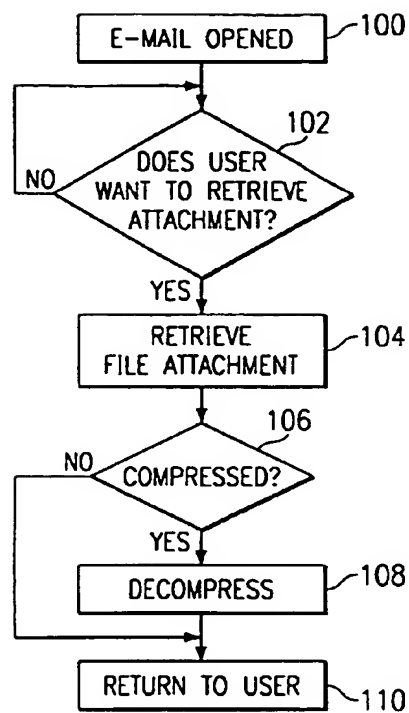 E-MAIL OPENED
100
102
DOES USER
WANT TO RETRIEVE
ATTACHMENT?
NO
YES
RETRIEVE
FILE ATTACHMENT
104
106
NO
COMPRESSED?
YES
DECOMPRESS
108
RETURN TO USER
110